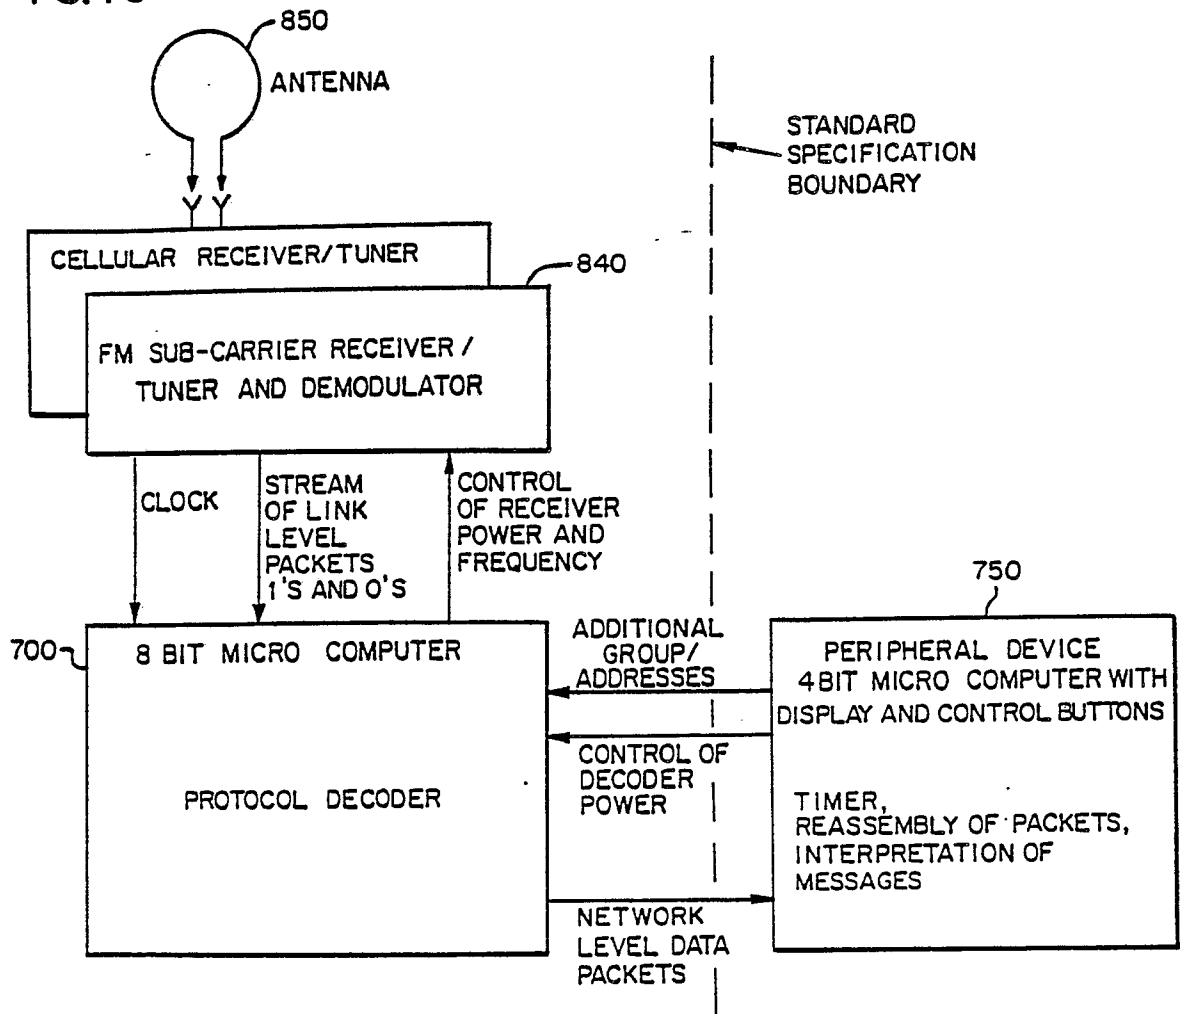 850
ANTENNA
STANDARD
SPECIFICATION
BOUNDARY
CELLULAR RECEIVER/TUNER
840
FM SUB-CARRIER RECEIVER/
TUNER AND DEMODULATOR
CLOCK
STREAM
OF LINK
LEVEL
PACKETS
1'S AND 0'S
CONTROL
OF RECEIVER
POWER AND
FREQUENCY
750
700
8 BIT MICRO COMPUTER
PROTOCOL DECODER
ADDITIONAL
GROUP/
ADDRESSES
CONTROL OF
DECODER
POWER
NETWORK
LEVEL DATA
PACKETS
PERIPHERAL DEVICE
4 BIT MICRO COMPUTER WITH
DISPLAY AND CONTROL BUTTONS
TIMER,
REASSEMBLY OF PACKETS,
INTERPRETATION OF
MESSAGES